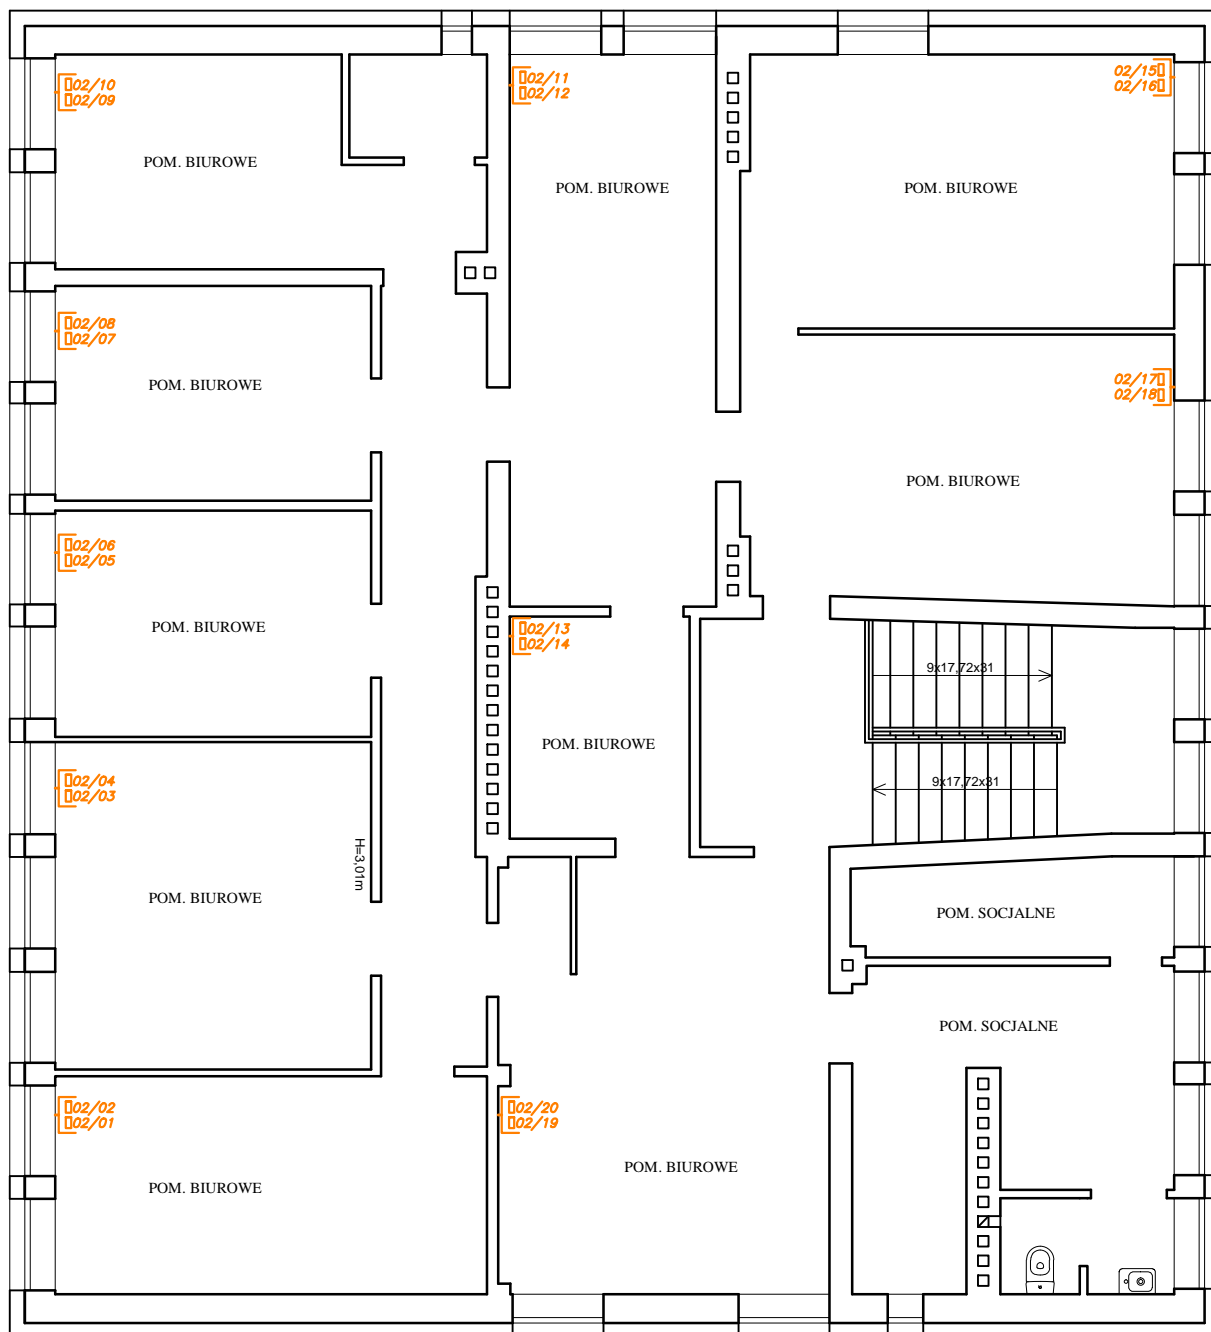 02/10
02/09
02/11
02/12
02/15
02/16
POM. BIUROWE
POM. BIUROWE
POM. BIUROWE
02/08
02/07
02/17
02/18
POM. BIUROWE
POM. BIUROWE
02/06
02/05
POM. BIUROWE
02/13
02/14
9x17,72x31
POM. BIUROWE
02/04
02/03
9x17,72x31
H=3,01m
POM. BIUROWE
POM. SOCJALNE
POM. SOCJALNE
02/02
02/01
02/20
02/19
POM. BIUROWE
POM. BIUROWE